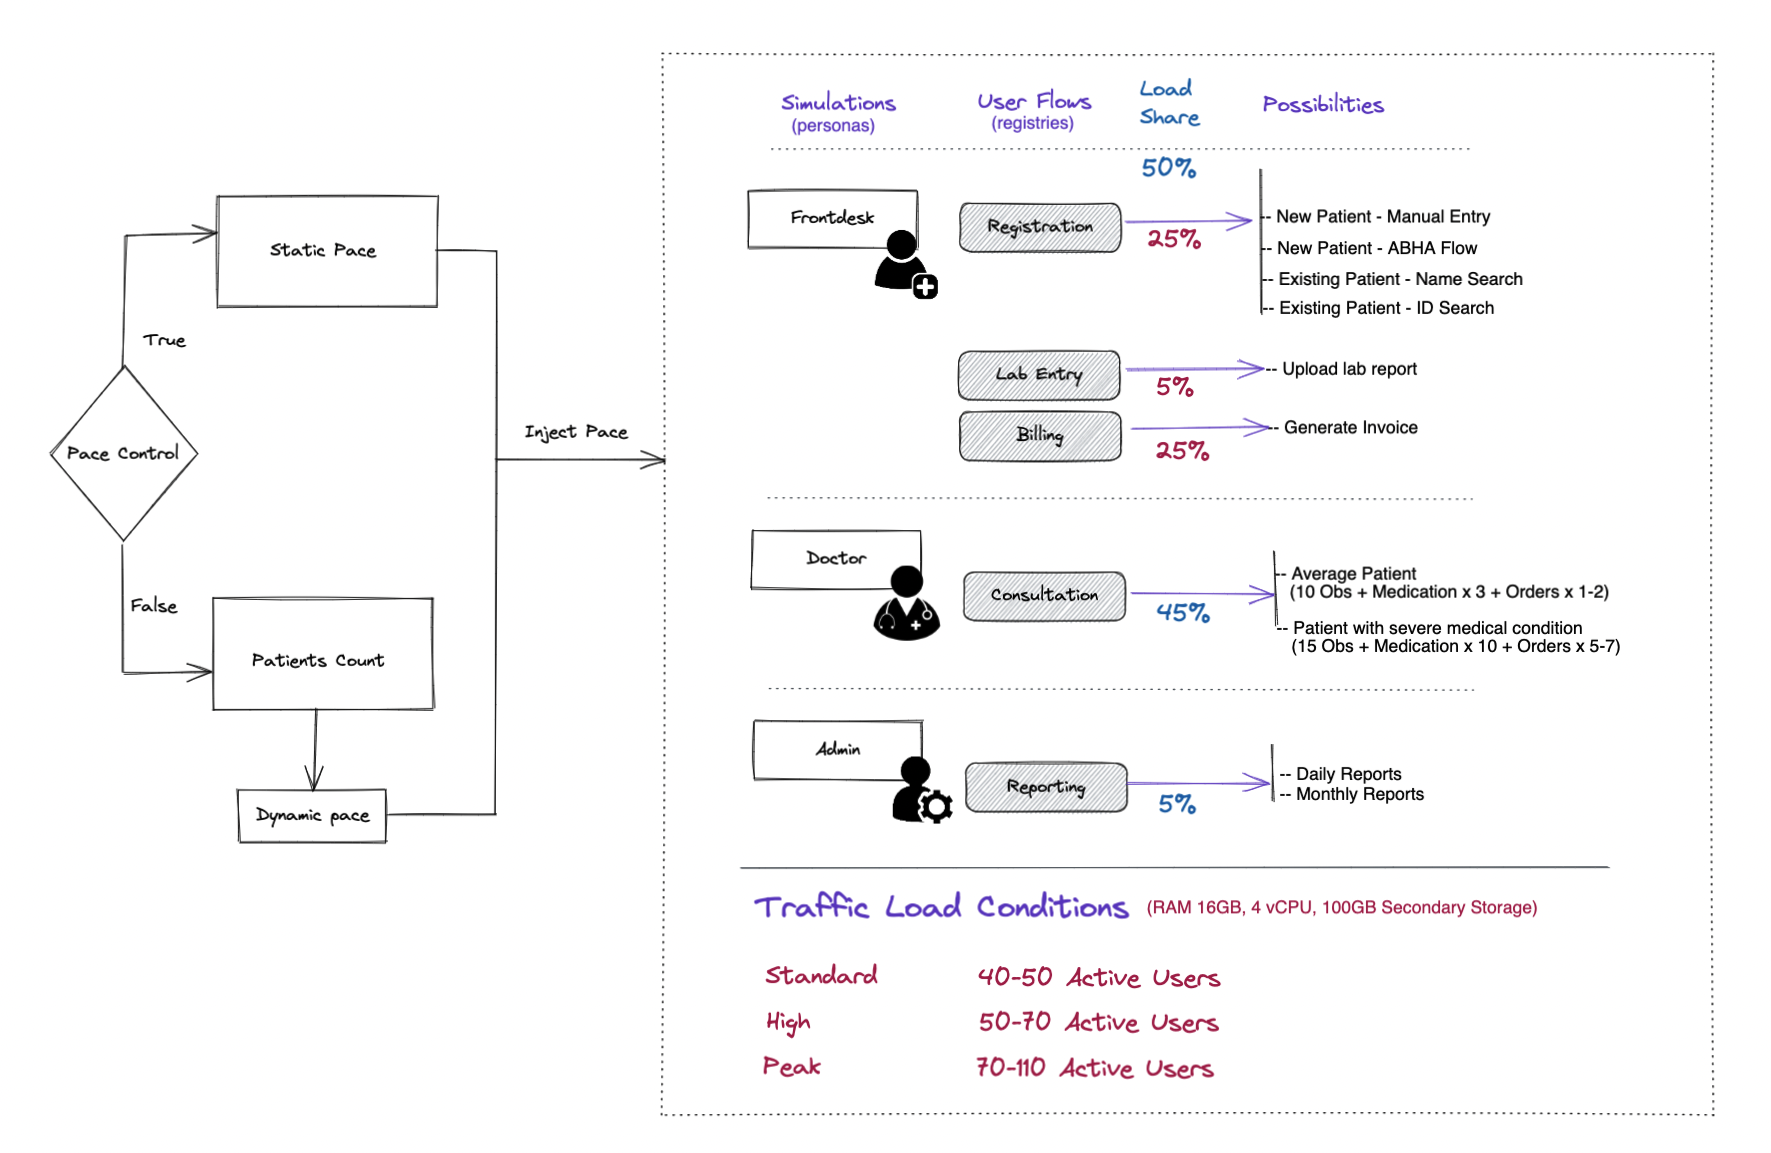 Pace Control
True
False
Static Pace
Patients Count
Dynamic pace
Inject Pace
Simulations
(personas)
User Flows
(registries)
Load
Share
Possibilities
50%
Frontdesk
Registration
25%
-- New Patient - Manual Entry
-- New Patient - ABHA Flow
-- Existing Patient - Name Search
-- Existing Patient - ID Search
Lab Entry
5%
-- Upload lab report
Billing
25%
-- Generate Invoice
Doctor
Consultation
45%
-- Average Patient
(10 Obs + Medication x 3 + Orders x 1-2)
-- Patient with severe medical condition
(15 Obs + Medication x 10 + Orders x 5-7)
Admin
Reporting
5%
-- Daily Reports
-- Monthly Reports
Traffic Load Conditions (RAM 16GB, 4 vCPU, 100GB Secondary Storage)
Standard 40-50 Active Users
High 50-70 Active Users
Peak 70-110 Active Users